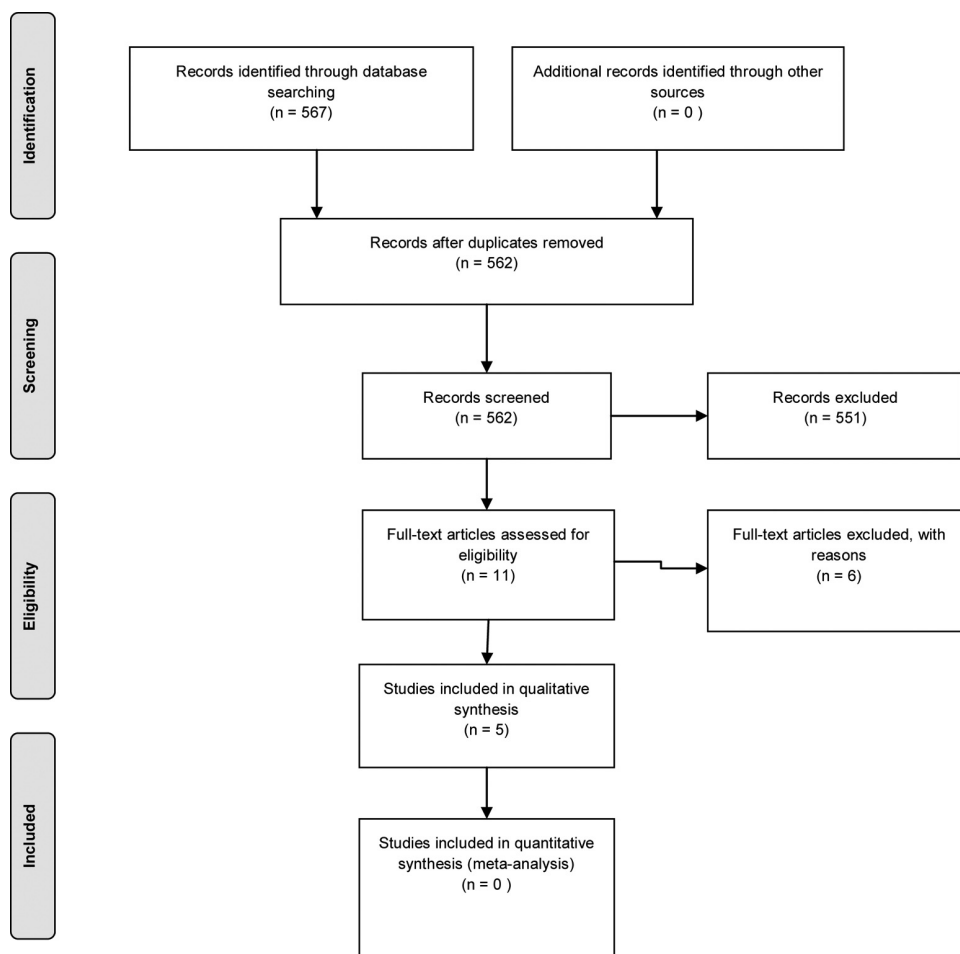 Identification
Records identified through database
searching
(n = 567)
Additional records identified through other
sources
(n = 0 )
Records after duplicates removed
(n = 562)
Screening
Records screened
(n = 562)
Records excluded
(n = 551)
Eligibility
Full-text articles assessed for
eligibility
(n = 11)
Full-text articles excluded, with
reasons
(n = 6)
Studies included in qualitative
synthesis
(n = 5)
Included
Studies included in quantitative
synthesis (meta-analysis)
(n = 0 )